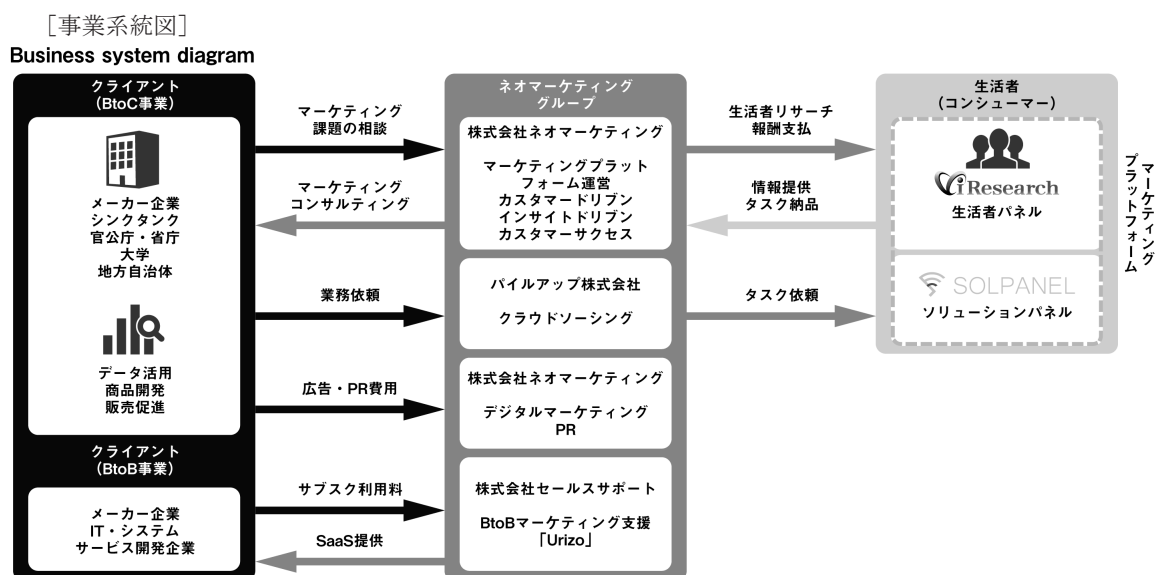 ［事業系統図］
Business system diagram
クライアント
（BtoC事業）
メーカー企業
シンクタンク
官公庁・省庁
大学
地方自治体
データ活用
商品開発
販売促進
クライアント
（BtoB事業）
メーカー企業
IT・システム
サービス開発企業
マーケティング
課題の相談
マーケティング
コンサルティング
業務依頼
広告・PR費用
サブスク利用料
SaaS提供
ネオマーケティング
グループ
株式会社ネオマーケティング
マーケティングプラット
フォーム運営
カスタマードリブン
インサイトドリブン
カスタマーサクセス
パイルアップ株式会社
クラウドソーシング
株式会社ネオマーケティング
デジタルマーケティング
PR
株式会社セールスサポート
BtoBマーケティング支援
「Urizo」
生活者リサーチ
報酬支払
情報提供
タスク納品
タスク依頼
生活者
（コンシューマー）
iResearch
生活者パネル
SOLPANEL
ソリューションパネル
マーケティング
プラットフォーム